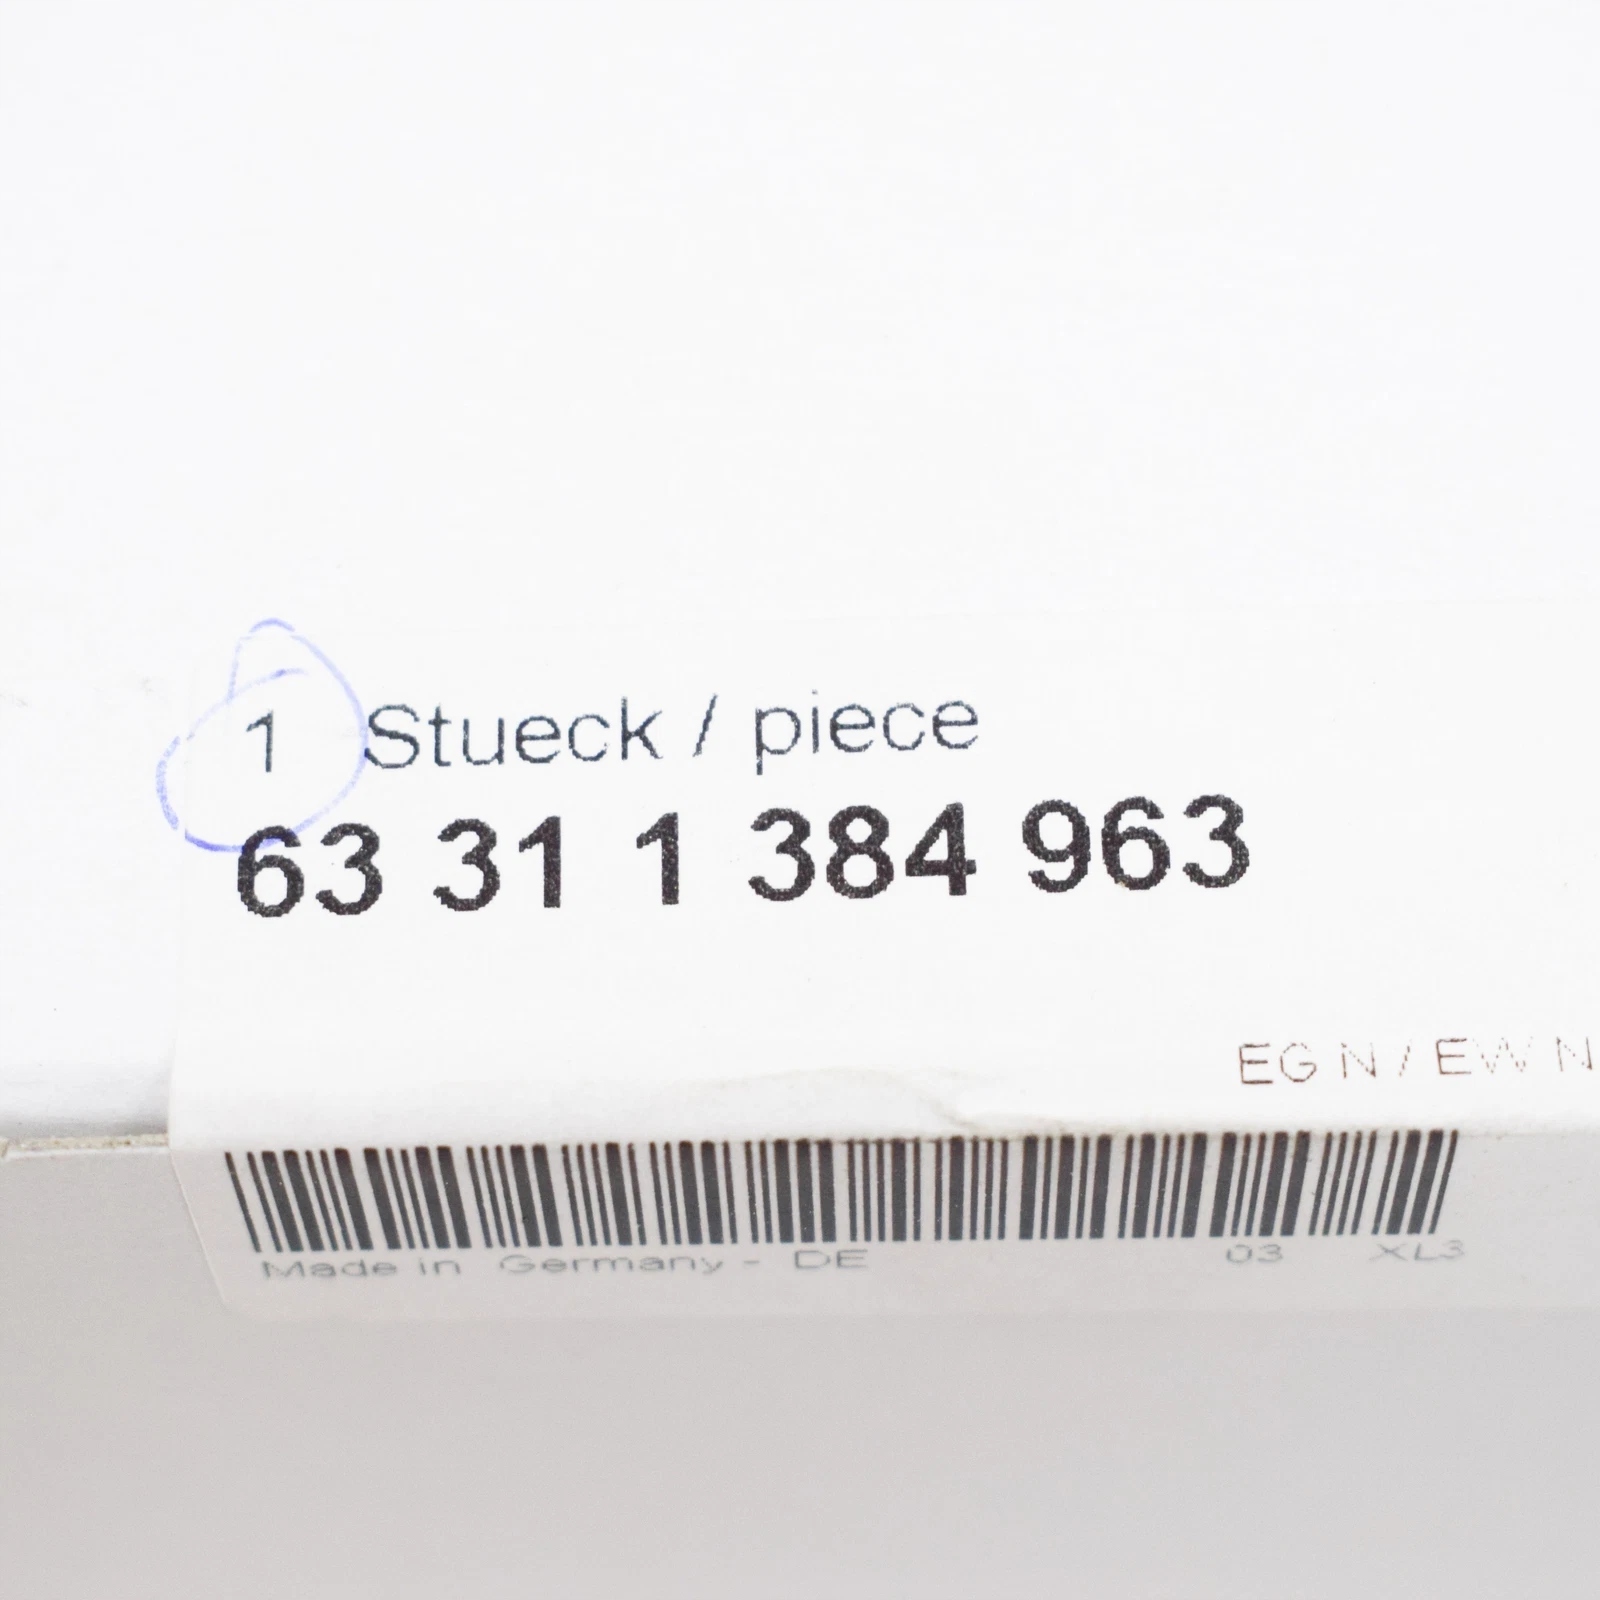 1 Stueck / piece
63 31 1 384 963
EG N / EW N
Made in Germany - DE 03 XL3